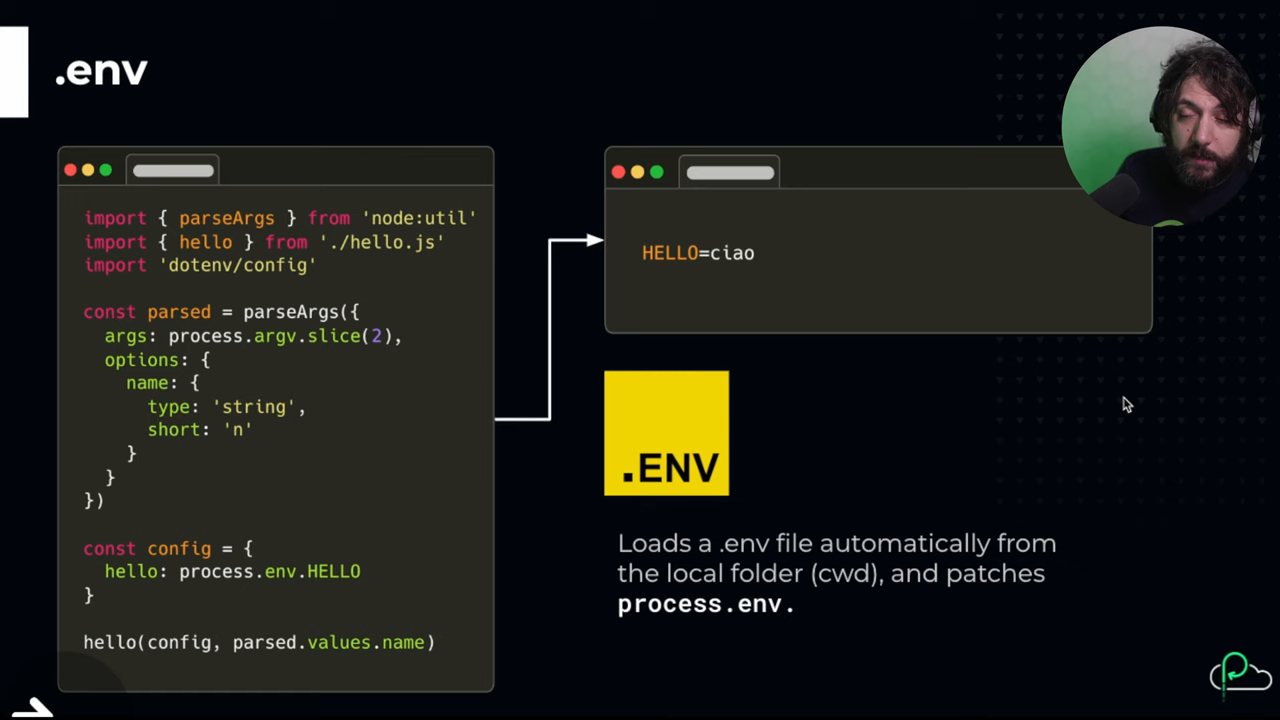 .env
import { parseArgs } from 'node:util'
import { hello } from './hello.js'
import 'dotenv/config'
const parsed = parseArgs({
  args: process.argv.slice(2),
  options: {
    name: {
      type: 'string',
      short: 'n'
    }
  }
})
const config = {
  hello: process.env.HELLO
}
hello(config, parsed.values.name)
HELLO=ciao
.ENV
Loads a .env file automatically from
the local folder (cwd), and patches
process.env.